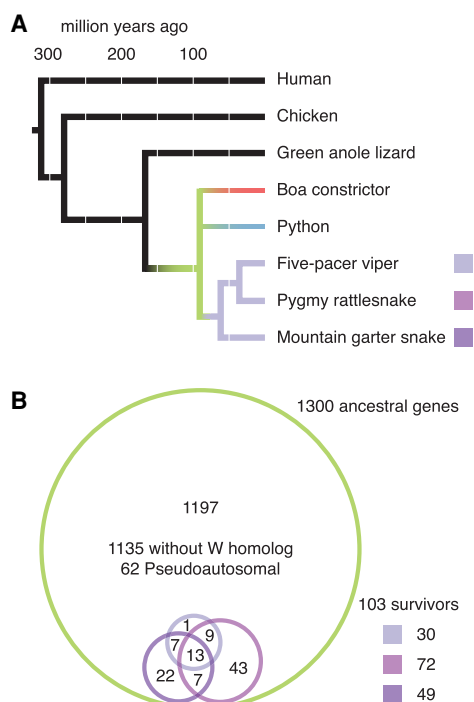 A
million years ago
300 200 100
Human
Chicken
Green anole lizard
Boa constrictor
Python
Five-pacer viper
Pygmy rattlesnake
Mountain garter snake
B
1300 ancestral genes
1197
1135 without W homolog
62 Pseudoautosomal
103 survivors
30
72
49
1
7 9
13
22 7 43